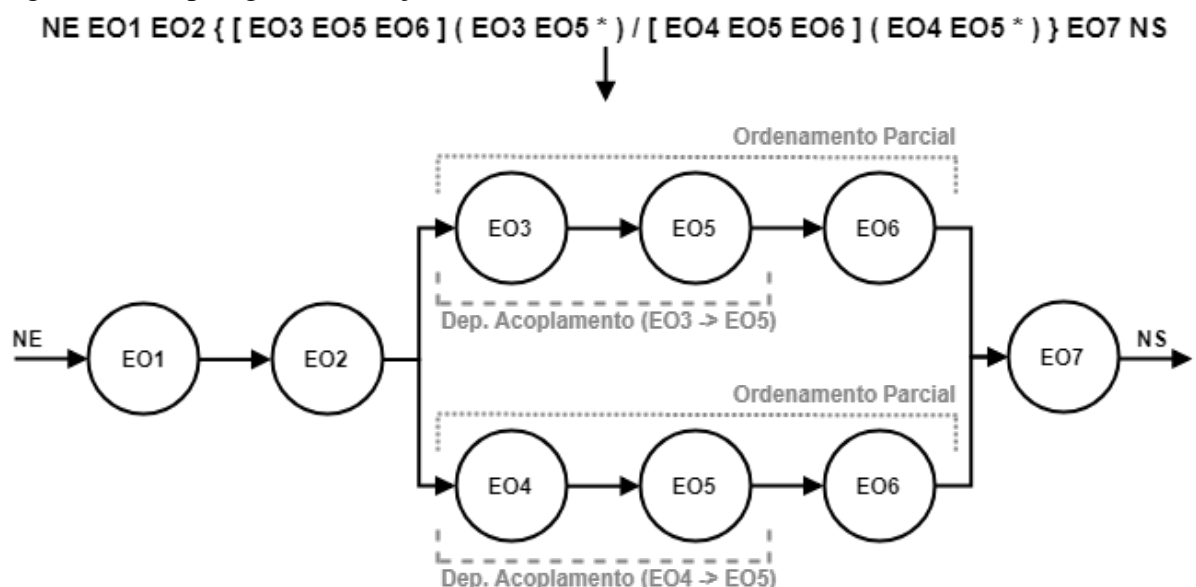 NE EO1 EO2 { [ EO3 EO5 EO6 ] ( EO3 EO5 * ) / [ EO4 EO5 EO6 ] ( EO4 EO5 * ) } EO7 NS
Ordenamento Parcial
EO3 EO5 EO6
Dep. Acoplamento (EO3 -> EO5)
NE EO1 EO2 EO7 NS
Ordenamento Parcial
EO4 EO5 EO6
Dep. Acoplamento (EO4 -> EO5)